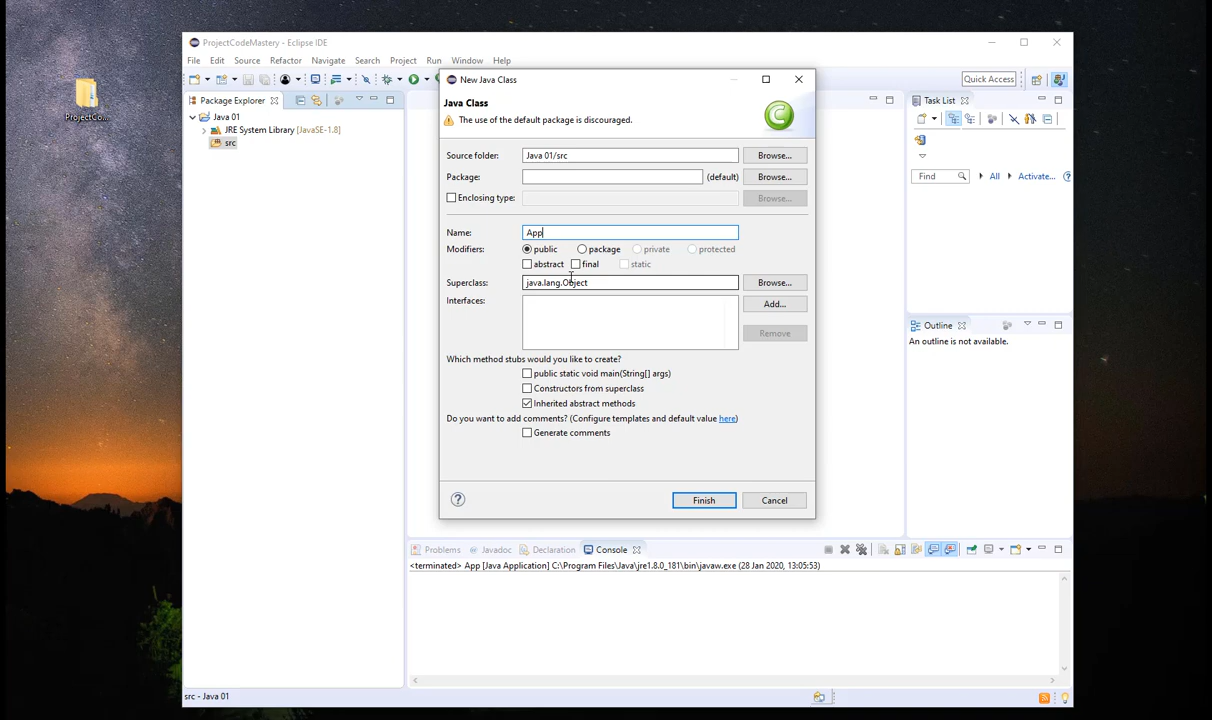 ProjectCodeMastery - Eclipse IDE
File Edit Source Refactor Navigate Search Project Run Window Help
ProjectCo...
Quick Access
Package Explorer
Java 01
JRE System Library [JavaSE-1.8]
src
New Java Class
Java Class
The use of the default package is discouraged.
Source folder: Java 01/src Browse...
Package: (default) Browse...
Enclosing type: Browse...
Name: App
Modifiers: public package private protected
abstract final static
Superclass: java.lang.Object Browse...
Interfaces: Add...
Remove
Which method stubs would you like to create?
public static void main(String[] args)
Constructors from superclass
Inherited abstract methods
Do you want to add comments? (Configure templates and default value here)
Generate comments
Finish Cancel
Task List
Find All Activate...
Outline
An outline is not available.
Problems Javadoc Declaration Console
<terminated> App [Java Application] C:\Program Files\Java\jre1.8.0_181\bin\javaw.exe (28 Jan 2020, 13:05:53)
src - Java 01